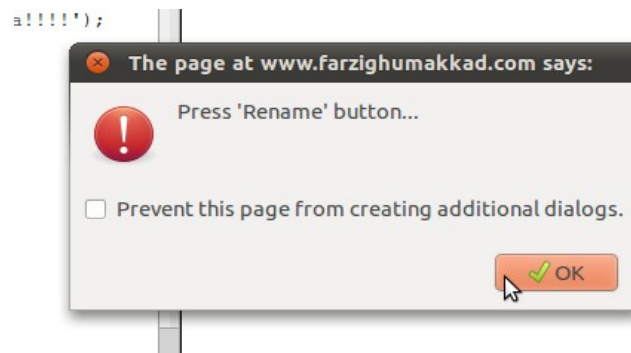 a!!!!');
The page at www.farzighumakkad.com says:
Press 'Rename' button...
Prevent this page from creating additional dialogs.
OK